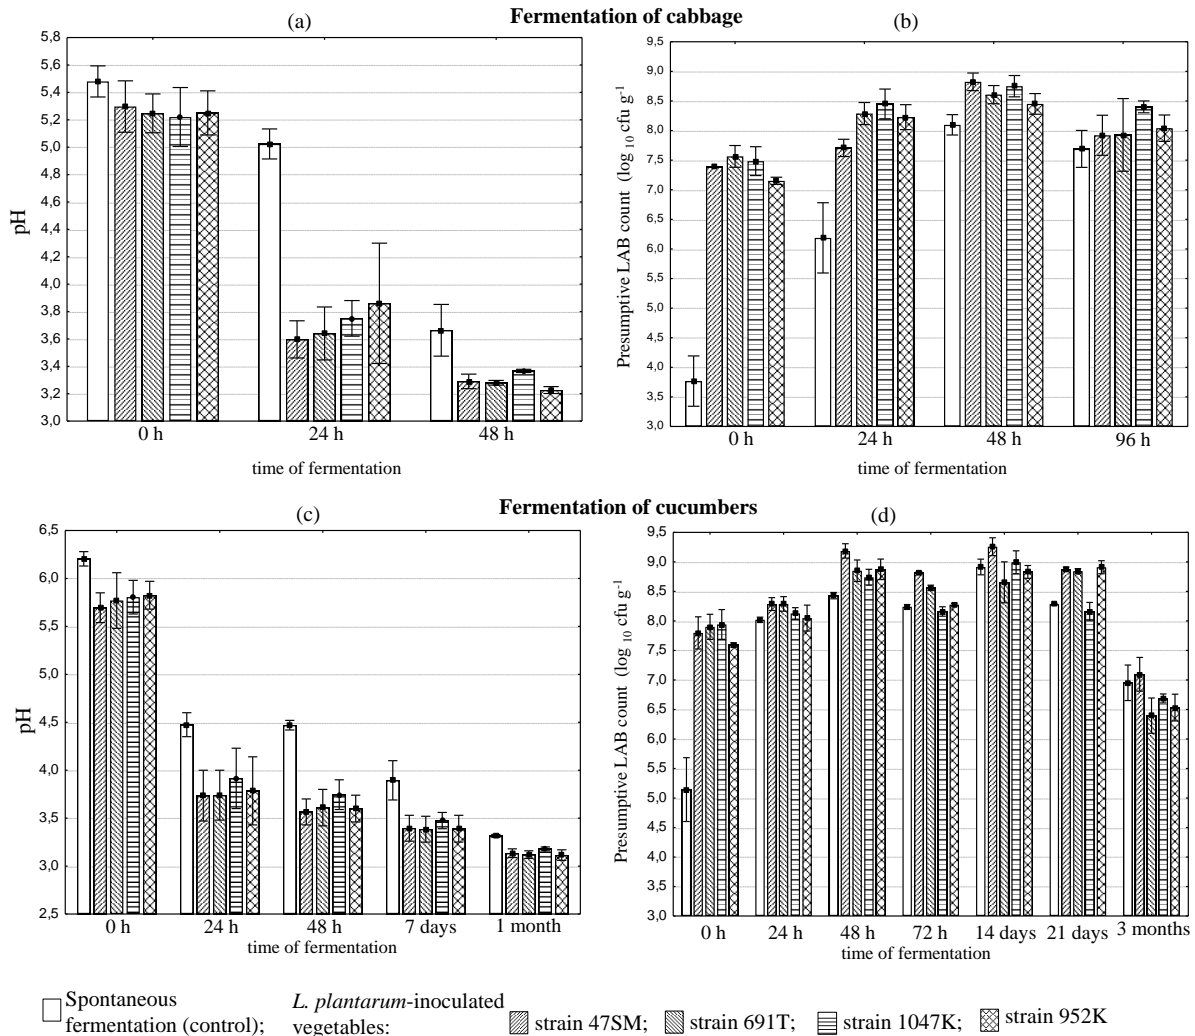 Fermentation of cabbage
(a)
5,8
5,6
5,4
5,2
5,0
4,8
4,6
4,4
4,2
4,0
3,8
3,6
3,4
3,2
3,0
pH
0 h
24 h
48 h
time of fermentation
(b)
9,5
9,0
8,5
8,0
7,5
7,0
6,5
6,0
5,5
5,0
4,5
4,0
3,5
3,0
Presumptive LAB count (log 10 cfu g-1
0 h
24 h
48 h
96 h
time of fermentation
Fermentation of cucumbers
(c)
6,5
6,0
5,5
5,0
4,5
4,0
3,5
3,0
2,5
pH
0 h
24 h
48 h
7 days
1 month
time of fermentation
(d)
9,5
9,0
8,5
8,0
7,5
7,0
6,5
6,0
5,5
5,0
4,5
4,0
3,5
3,0
Presumptive LAB count (log 10 cfu g-1
0 h
24 h
48 h
72 h
14 days
21 days
3 months
time of fermentation
Spontaneous
fermentation (control);
L. plantarum-inoculated
vegetables:
strain 47SM;
strain 691T;
strain 1047K;
strain 952K